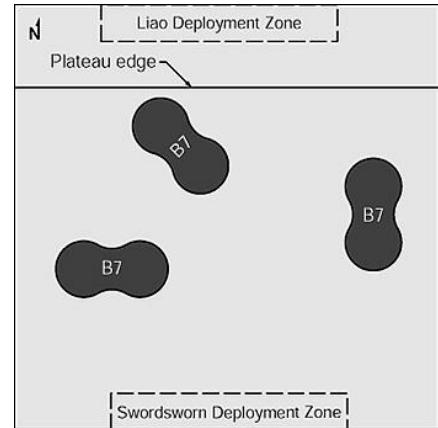 Liao Deployment Zone
N
Plateau edge
B7
B7
B7
Swordsworn Deployment Zone